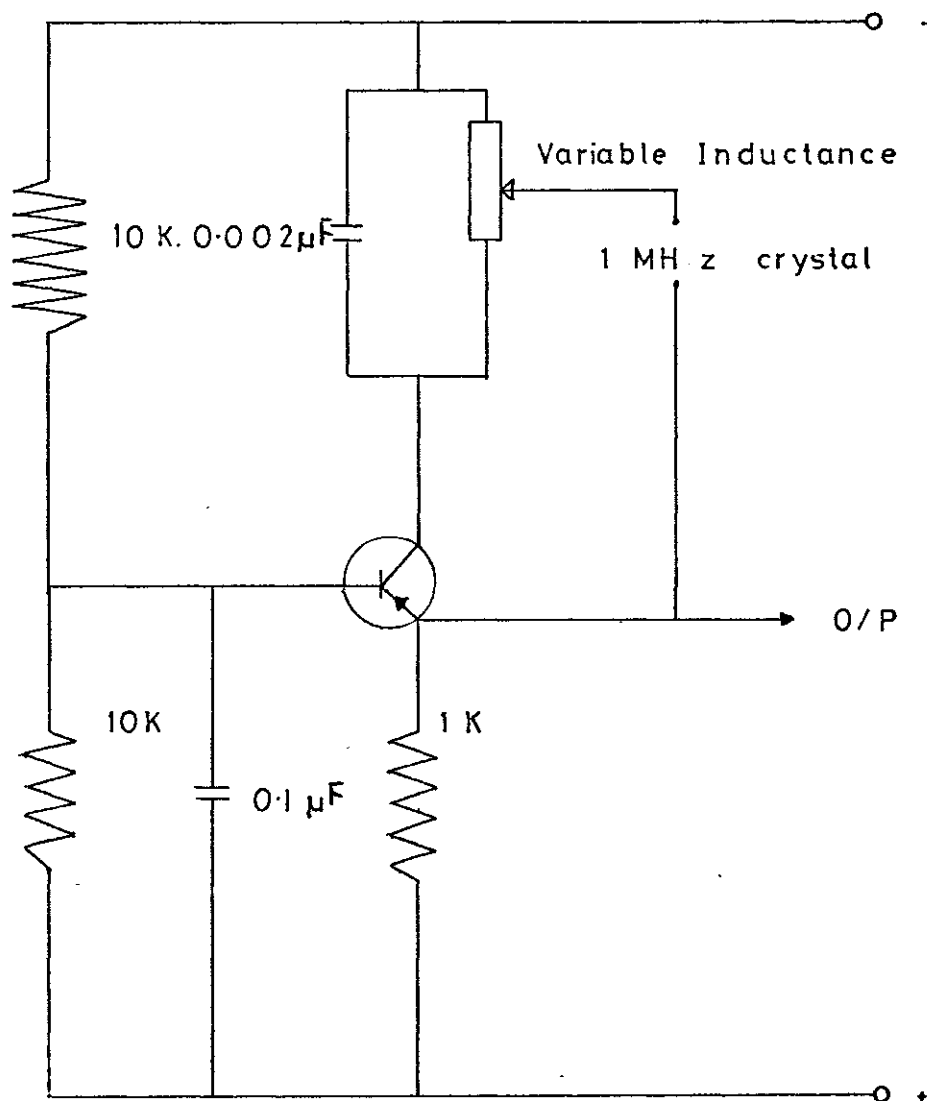 -
Variable Inductance
10 K. 0.002µF
1 MHz crystal
O/P
10K
1 K
0.1 µF
+